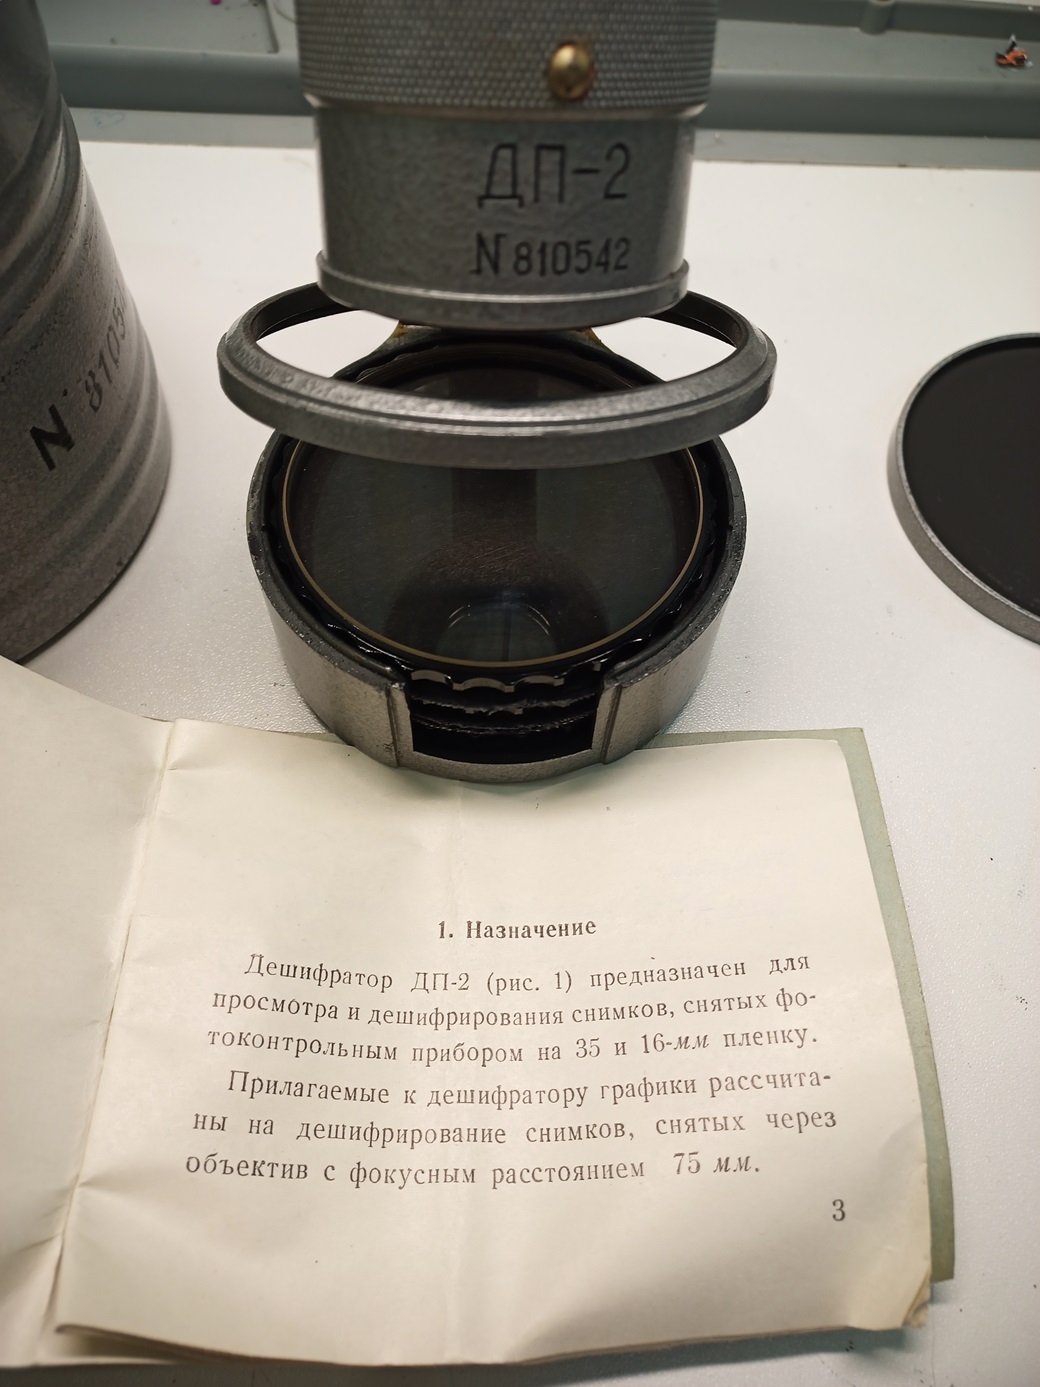 ДП-2
N 810542
N 8105
1. Назначение
Дешифратор ДП-2 (рис. 1) предназначен для
просмотра и дешифрирования снимков, снятых фо-
токонтрольным прибором на 35 и 16-мм пленку.
Прилагаемые к дешифратору графики рассчита-
ны на дешифрирование снимков, снятых через
объектив с фокусным расстоянием 75 мм.
3